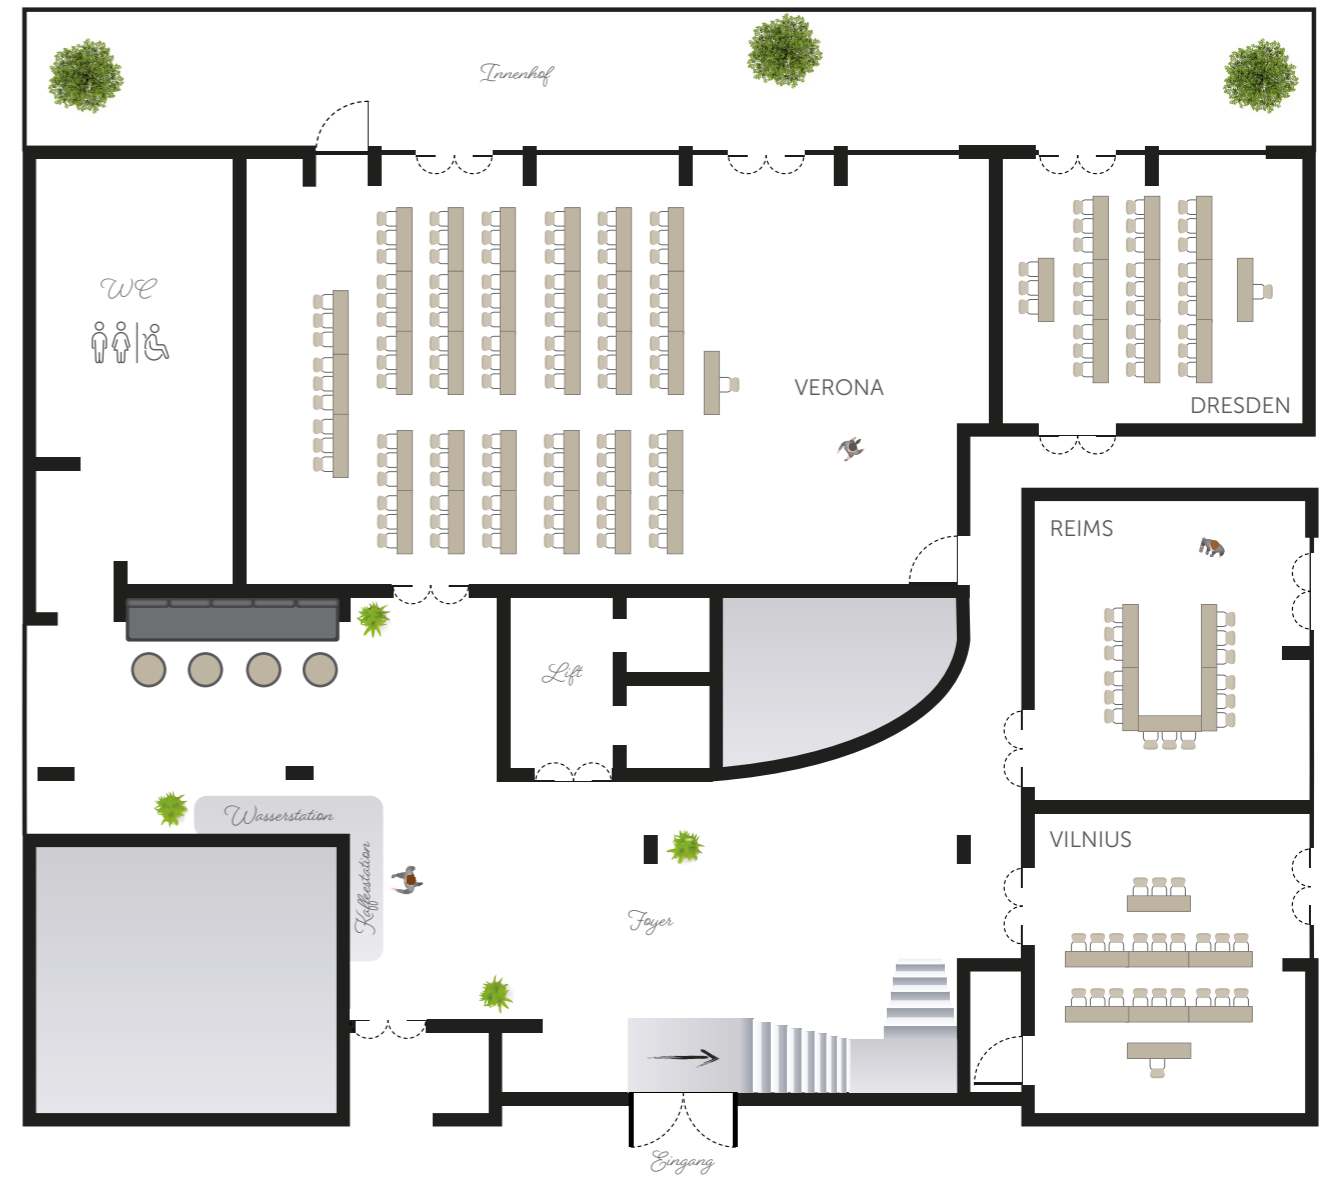 Innenhof
WC
VERONA
DRESDEN
REIMS
Lift
Wasserstation
Kaffeestation
VILNIUS
Foyer
Eingang